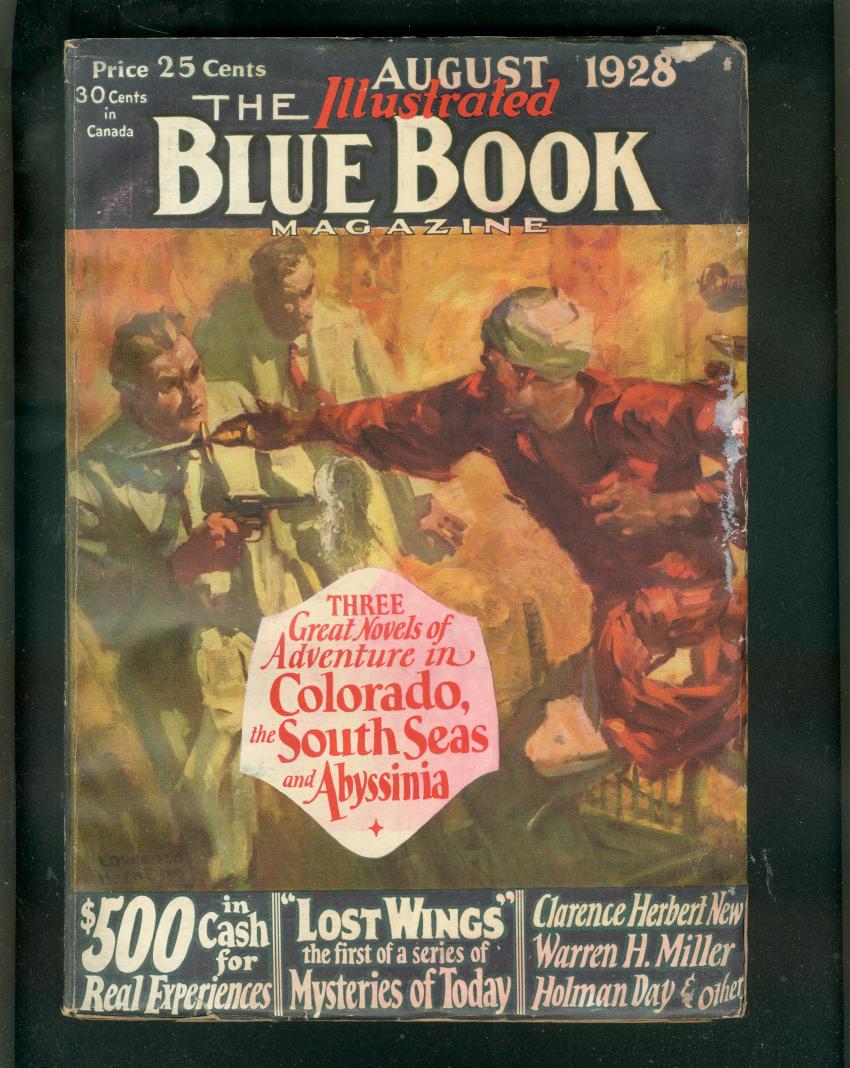 Price 25 Cents
30 Cents
in
Canada
AUGUST 1928
THE Illustrated
BLUE BOOK
MAGAZINE
THREE
Great Novels of
Adventure in
Colorado,
the South Seas
and Abyssinia
$500 in
Cash
for
Real Experiences
"LOST WINGS"
the first of a series of
Mysteries of Today
Clarence Herbert New
Warren H. Miller
Holman Day & Other